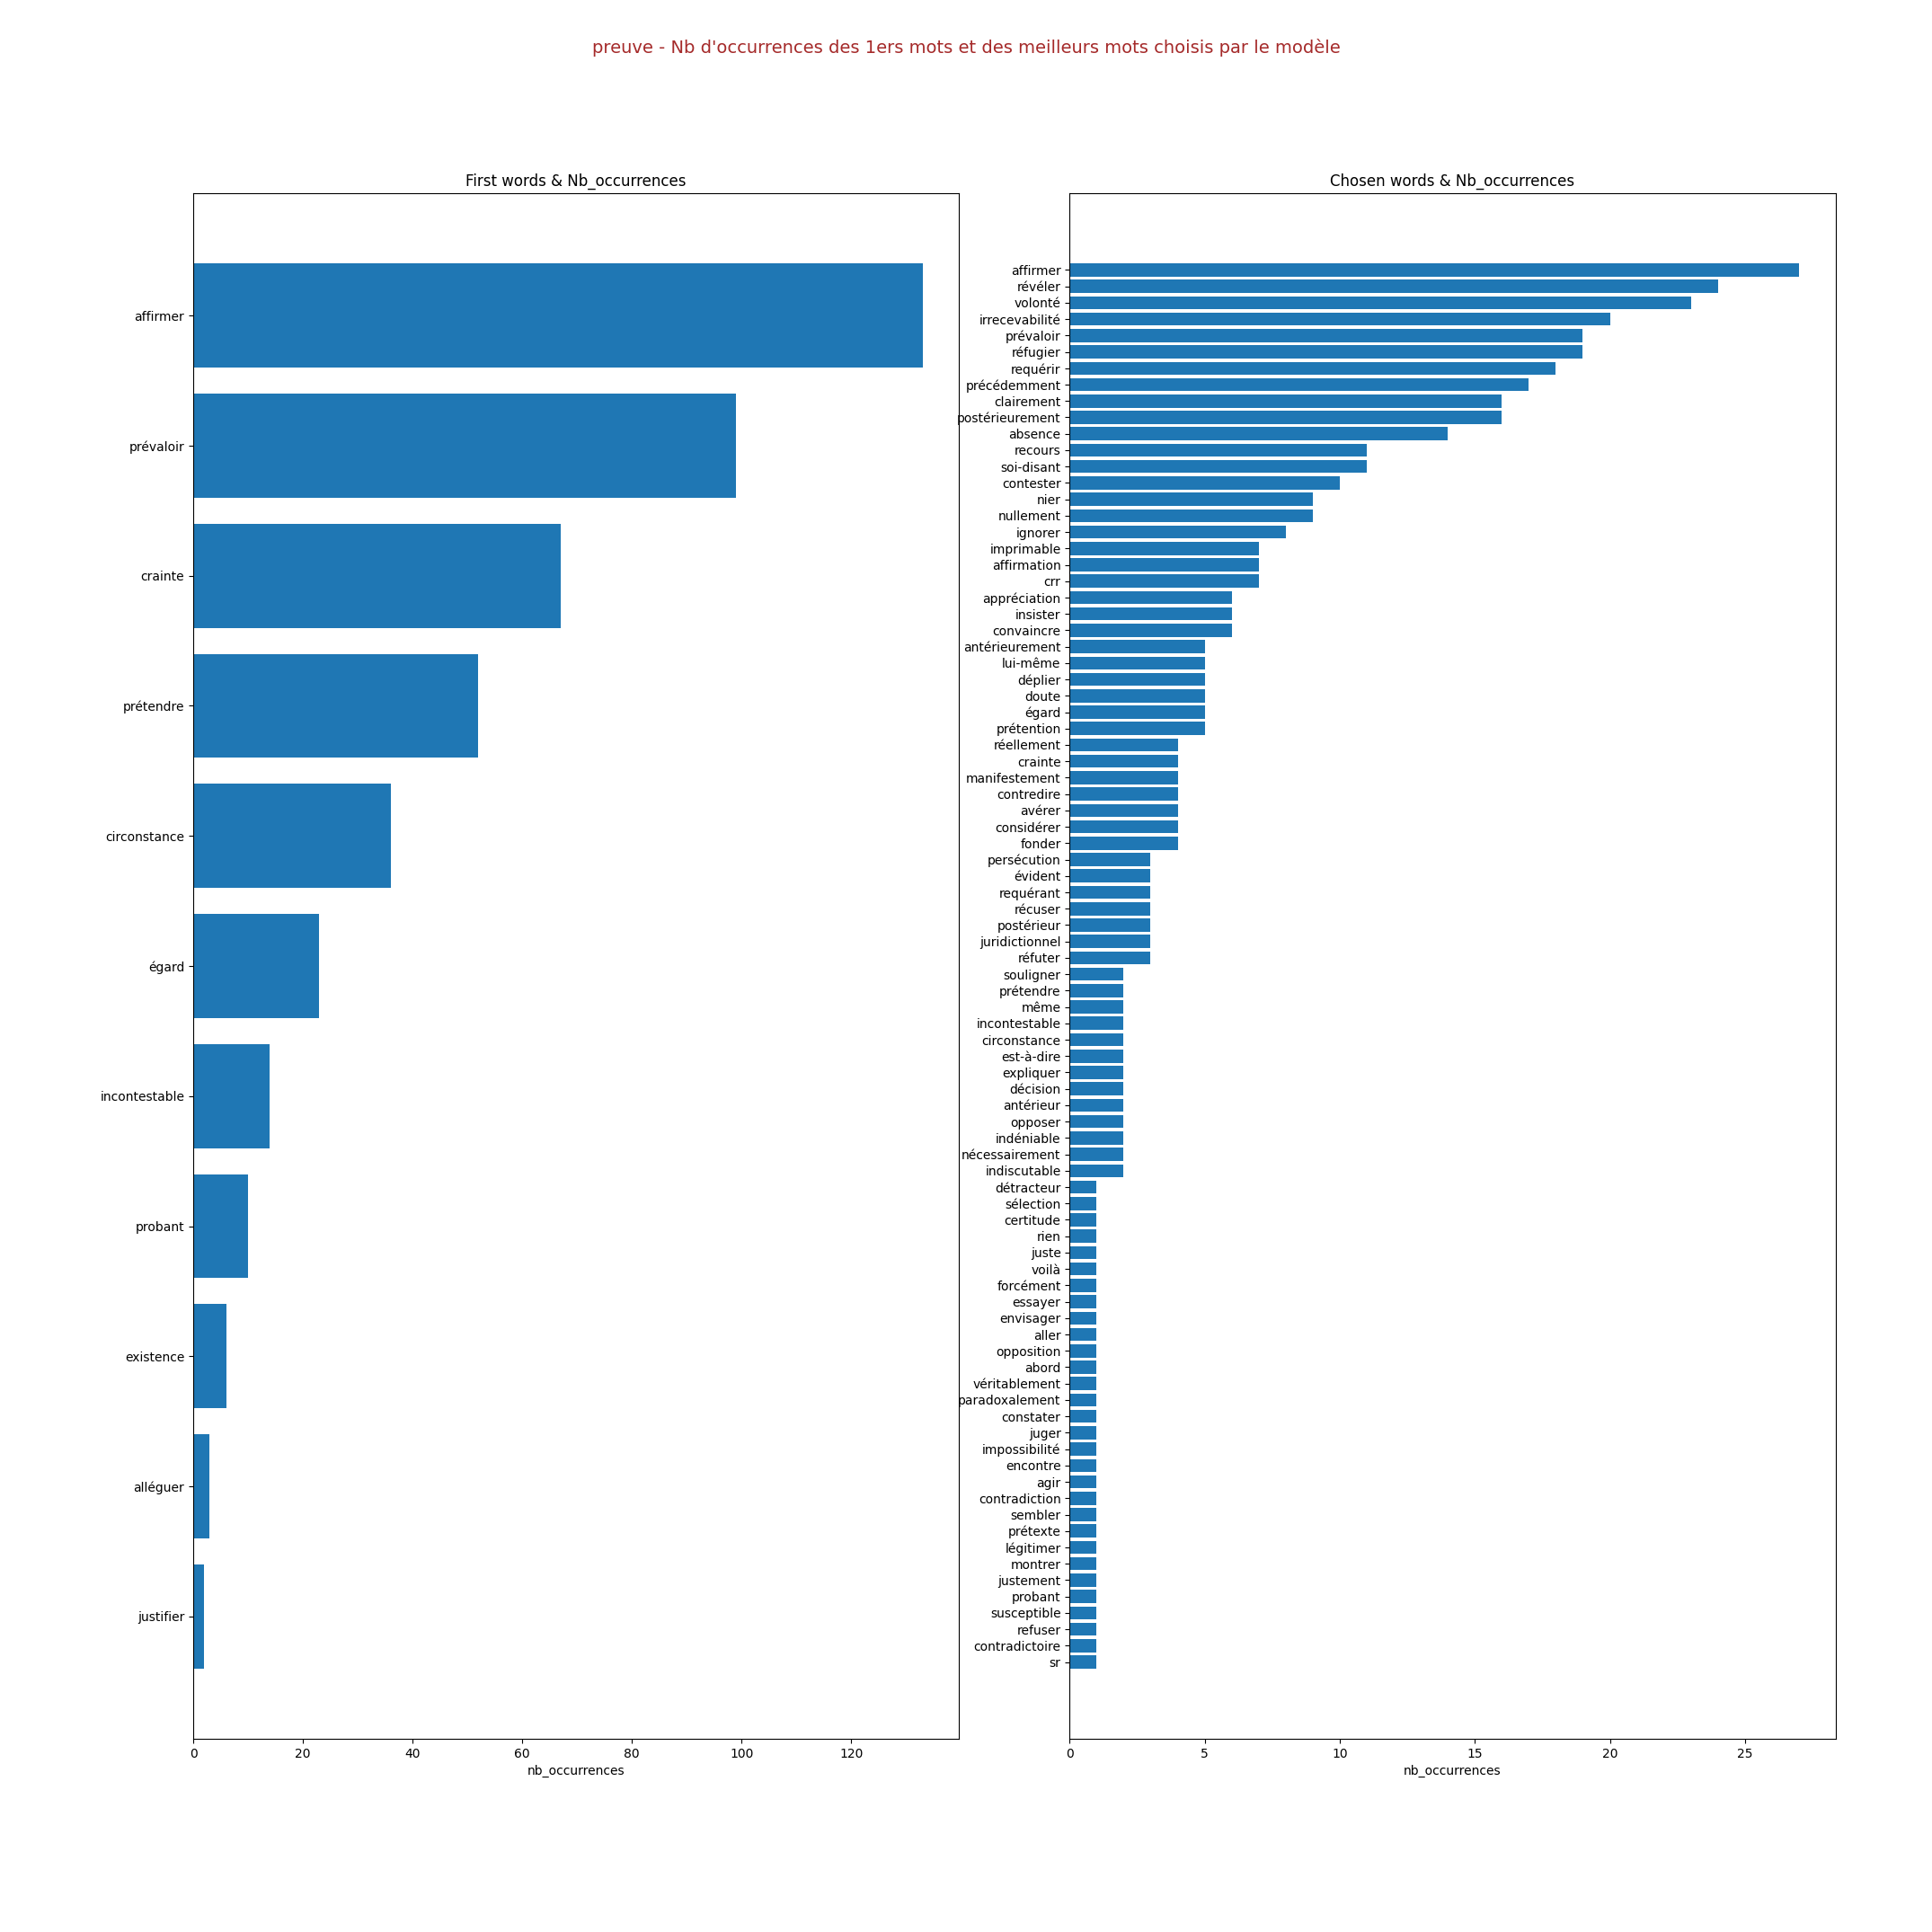 preuve - Nb d'occurrences des 1ers mots et des meilleurs mots choisis par le modèle
First words & Nb_occurrences
affirmer
prévaloir
crainte
prétendre
circonstance
égard
incontestable
probant
existence
alléguer
justifier
0 20 40 60 80 100 120
nb_occurrences
Chosen words & Nb_occurrences
affirmer
révéler
volonté
irrecevabilité
prévaloir
réfugier
requérir
précédemment
clairement
postérieurement
absence
recours
soi-disant
contester
nier
nullement
ignorer
imprimable
affirmation
crr
appréciation
insister
convaincre
antérieurement
lui-même
déplier
doute
égard
prétention
réellement
crainte
manifestement
contredire
avérer
considérer
fonder
persécution
évident
requérant
récuser
postérieur
juridictionnel
réfuter
souligner
prétendre
même
incontestable
circonstance
est-à-dire
expliquer
décision
antérieur
opposer
indéniable
nécessairement
indiscutable
détracteur
sélection
certitude
rien
juste
voilà
forcément
essayer
envisager
aller
opposition
abord
véritablement
paradoxalement
constater
juger
impossibilité
encontre
agir
contradiction
sembler
prétexte
légitimer
montrer
justement
probant
susceptible
refuser
contradictoire
sr
0 5 10 15 20 25
nb_occurrences